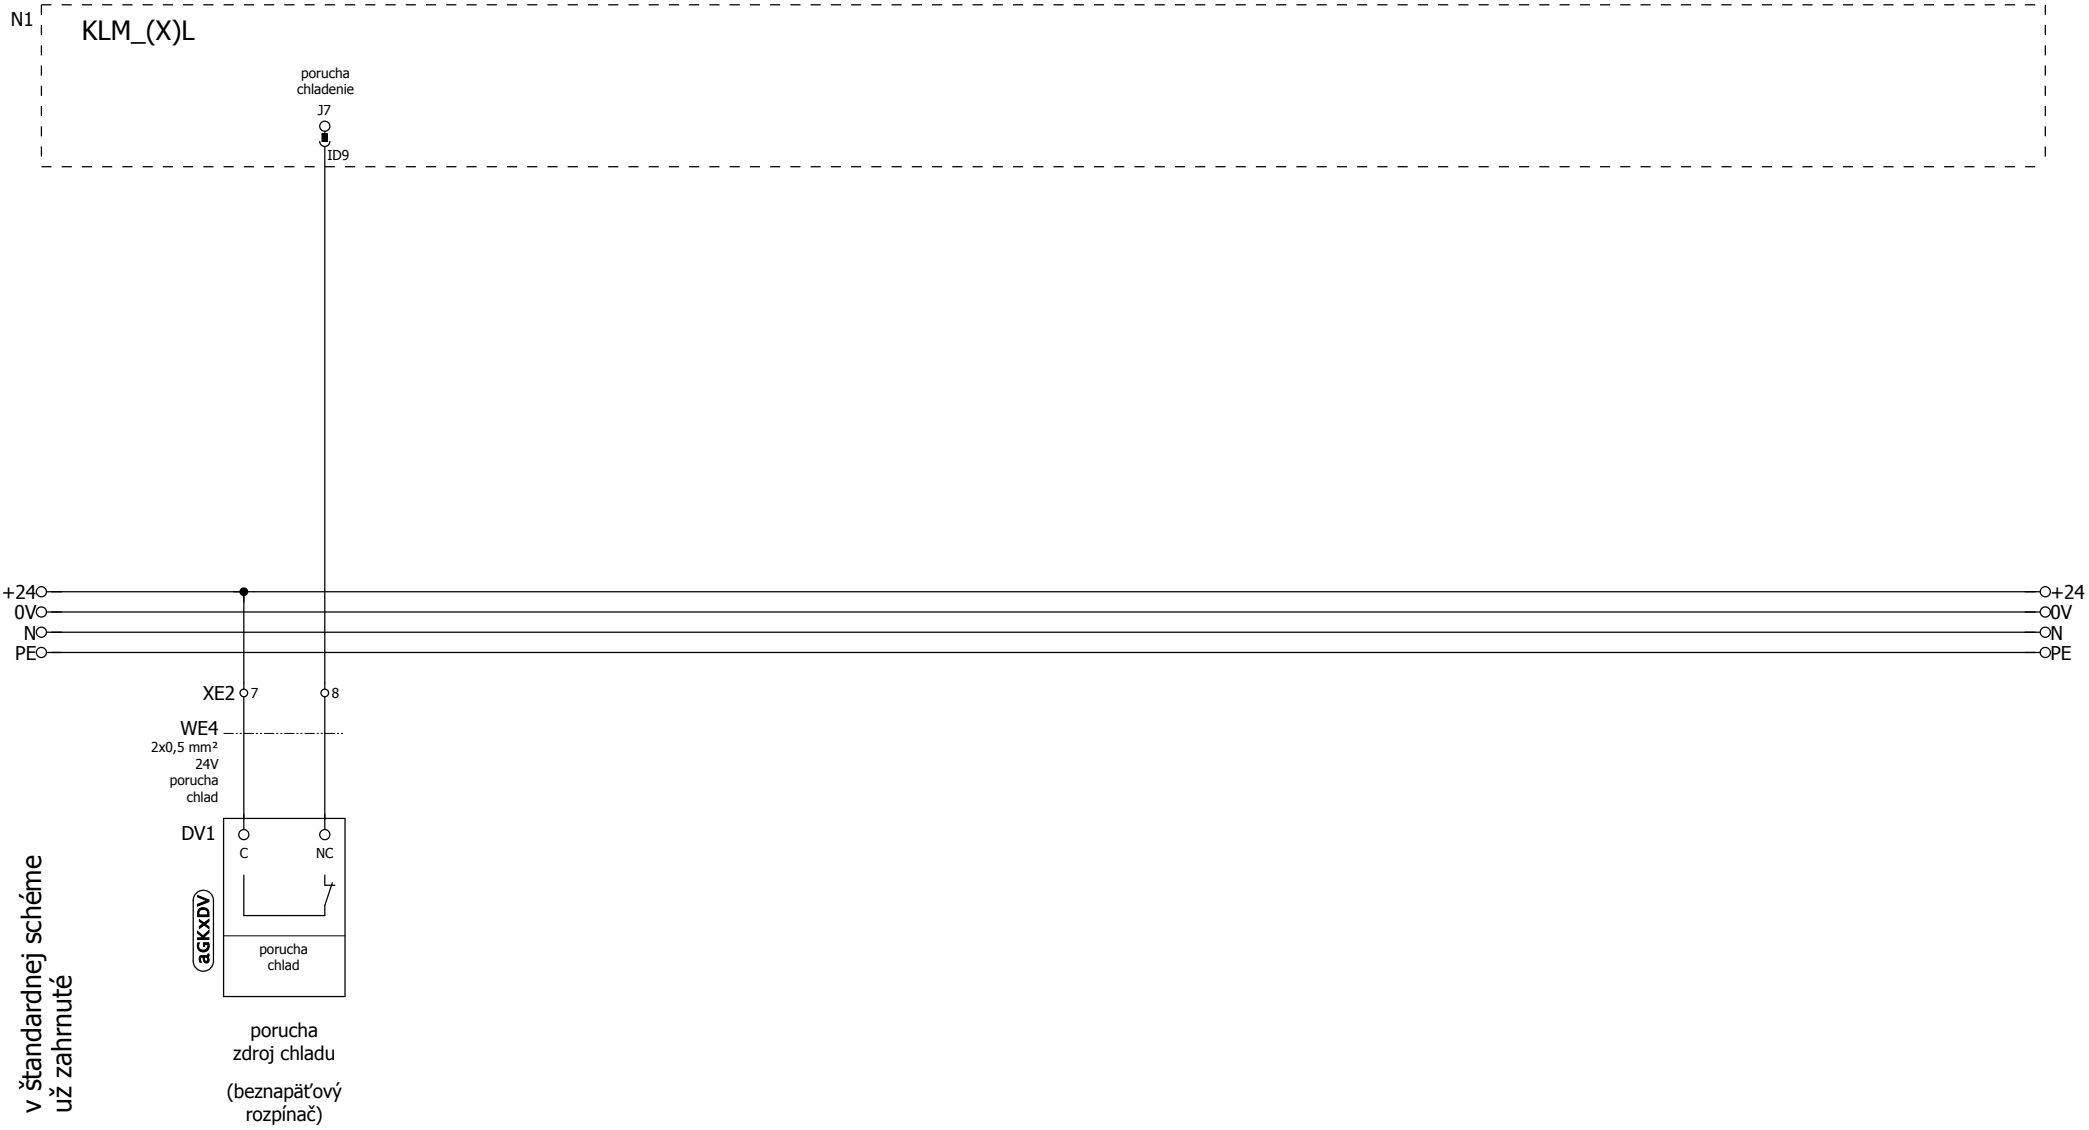 N1
KLM_(X)L
porucha
chladenie
J7
ID9
+24
0V
N
PE
+24
0V
N
PE
XE2
7
8
WE4
2x0,5 mm²
24V
porucha
chlad
DV1
C
NC
aGKxDV
porucha
chlad
v štandardnej schéme
už zahrnuté
porucha
zdroj chladu
(beznapäťový
rozpínač)